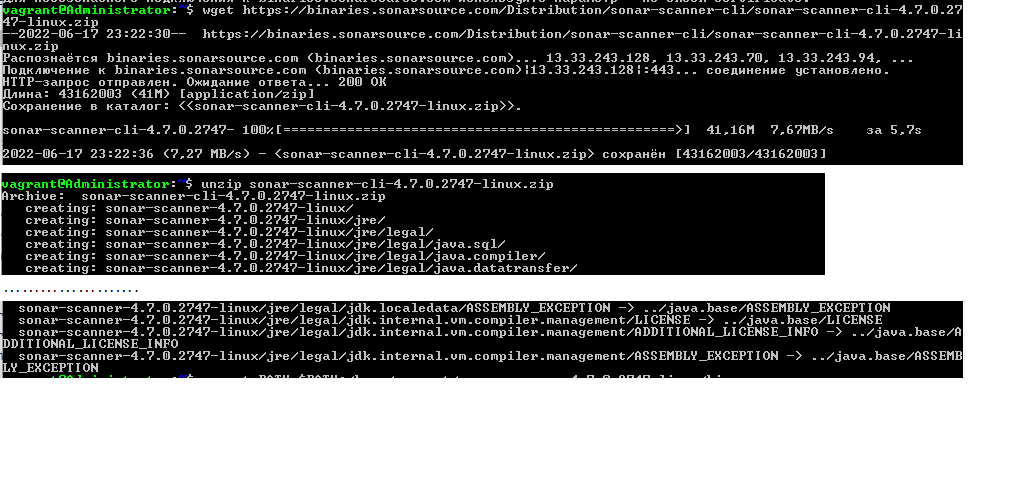 vagrant@Administrator:~$ wget https://binaries.sonarsource.com/Distribution/sonar-scanner-cli/sonar-scanner-cli-4.7.0.27
47-linux.zip
--2022-06-17 23:22:30--  https://binaries.sonarsource.com/Distribution/sonar-scanner-cli/sonar-scanner-cli-4.7.0.2747-li
nux.zip
Распознаётся binaries.sonarsource.com (binaries.sonarsource.com)... 13.33.243.128, 13.33.243.70, 13.33.243.94, ...
Подключение к binaries.sonarsource.com (binaries.sonarsource.com)|13.33.243.128|:443... соединение установлено.
HTTP-запрос отправлен. Ожидание ответа... 200 OK
Длина: 43162003 (41M) [application/zip]
Сохранение в каталог: <<sonar-scanner-cli-4.7.0.2747-linux.zip>>.
sonar-scanner-cli-4.7.0.2747- 100%[=================================================>]  41,16M  7,67MB/s    за 5,7s
2022-06-17 23:22:36 (7,27 MB/s) - <sonar-scanner-cli-4.7.0.2747-linux.zip> сохранён [43162003/43162003]
vagrant@Administrator:~$ unzip sonar-scanner-cli-4.7.0.2747-linux.zip
Archive:  sonar-scanner-cli-4.7.0.2747-linux.zip
   creating: sonar-scanner-4.7.0.2747-linux/
   creating: sonar-scanner-4.7.0.2747-linux/jre/
   creating: sonar-scanner-4.7.0.2747-linux/jre/legal/
   creating: sonar-scanner-4.7.0.2747-linux/jre/legal/java.sql/
   creating: sonar-scanner-4.7.0.2747-linux/jre/legal/java.compiler/
   creating: sonar-scanner-4.7.0.2747-linux/jre/legal/java.datatransfer/
......................
  sonar-scanner-4.7.0.2747-linux/jre/legal/jdk.localedata/ASSEMBLY_EXCEPTION -> ../java.base/ASSEMBLY_EXCEPTION
  sonar-scanner-4.7.0.2747-linux/jre/legal/jdk.internal.vm.compiler.management/LICENSE -> ../java.base/LICENSE
  sonar-scanner-4.7.0.2747-linux/jre/legal/jdk.internal.vm.compiler.management/ADDITIONAL_LICENSE_INFO -> ../java.base/A
DDITIONAL_LICENSE_INFO
  sonar-scanner-4.7.0.2747-linux/jre/legal/jdk.internal.vm.compiler.management/ASSEMBLY_EXCEPTION -> ../java.base/ASSEMB
LY_EXCEPTION